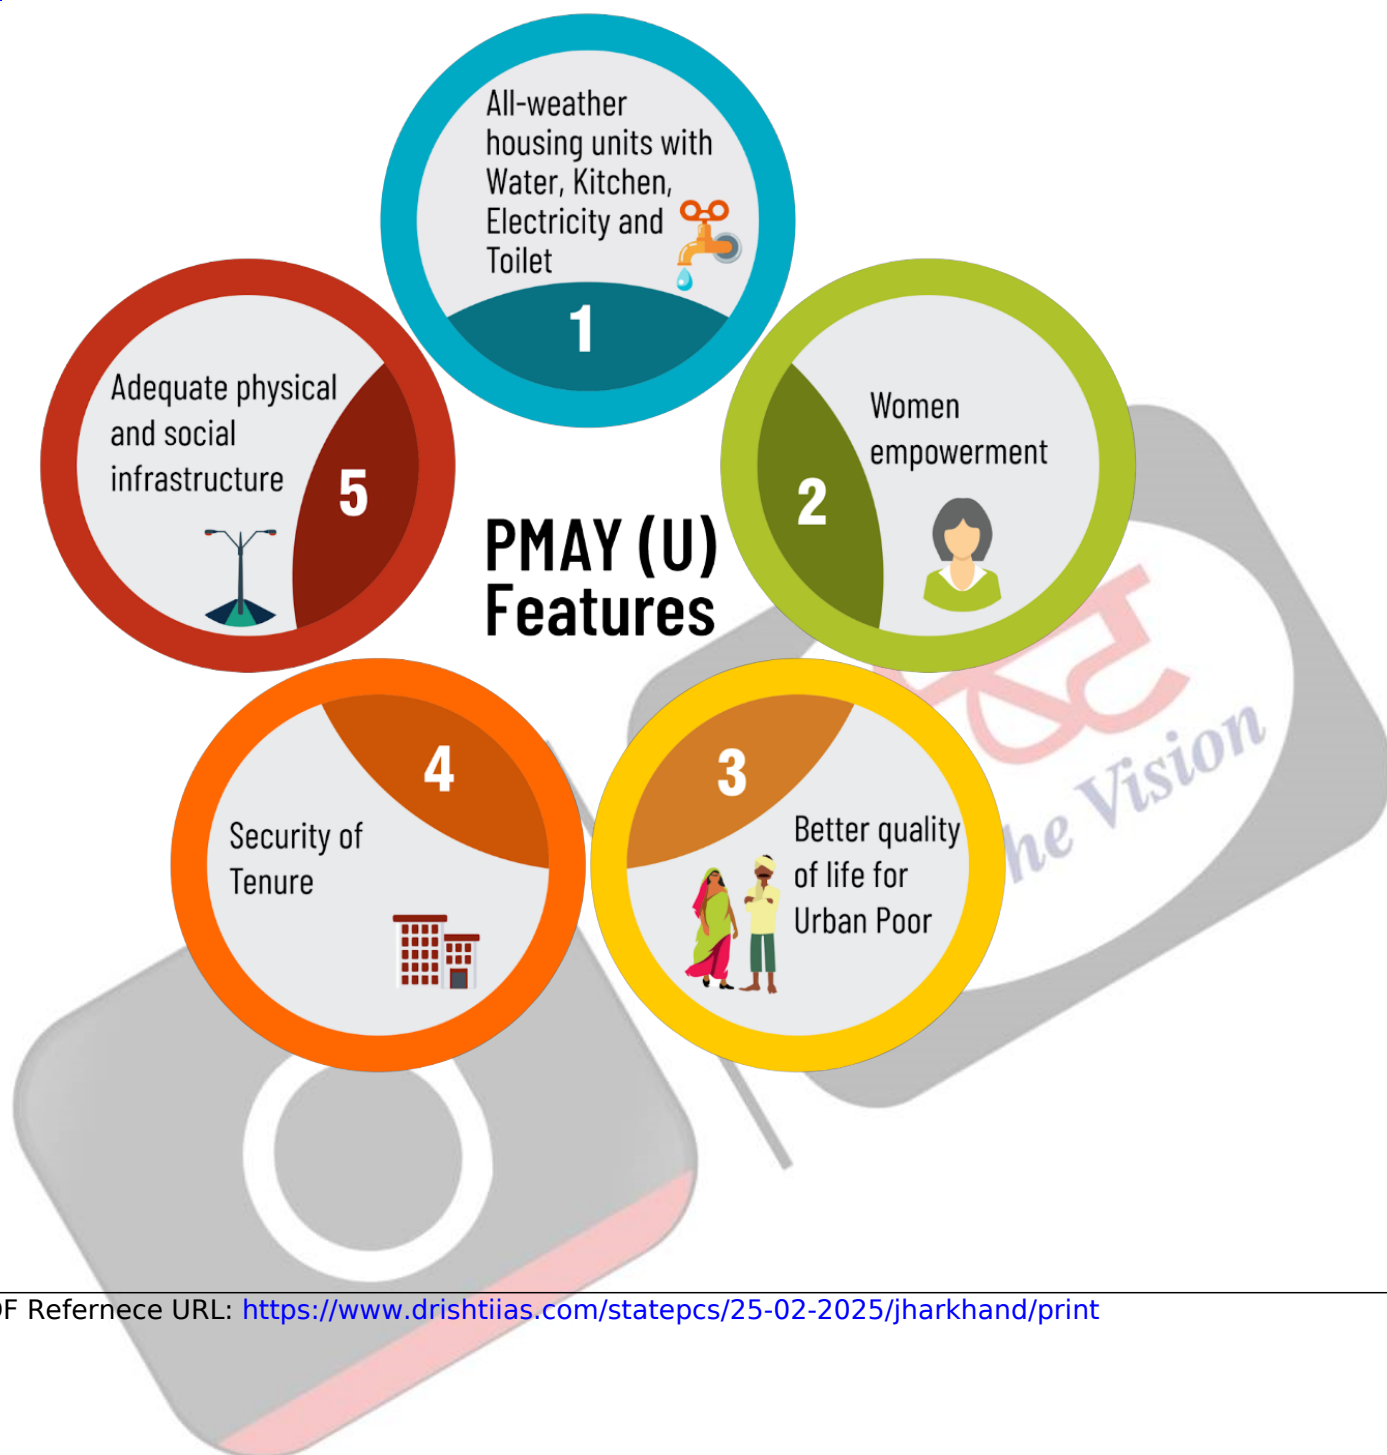 All-weather
housing units with
Water, Kitchen,
Electricity and
Toilet
1
Women
empowerment
2
Adequate physical
and social
infrastructure
5
PMAY (U)
Features
3
Better quality
of life for
Urban Poor
4
Security of
Tenure
Vision
Refernece URL: https://www.drishtiias.com/statepcs/25-02-2025/jharkhand/print